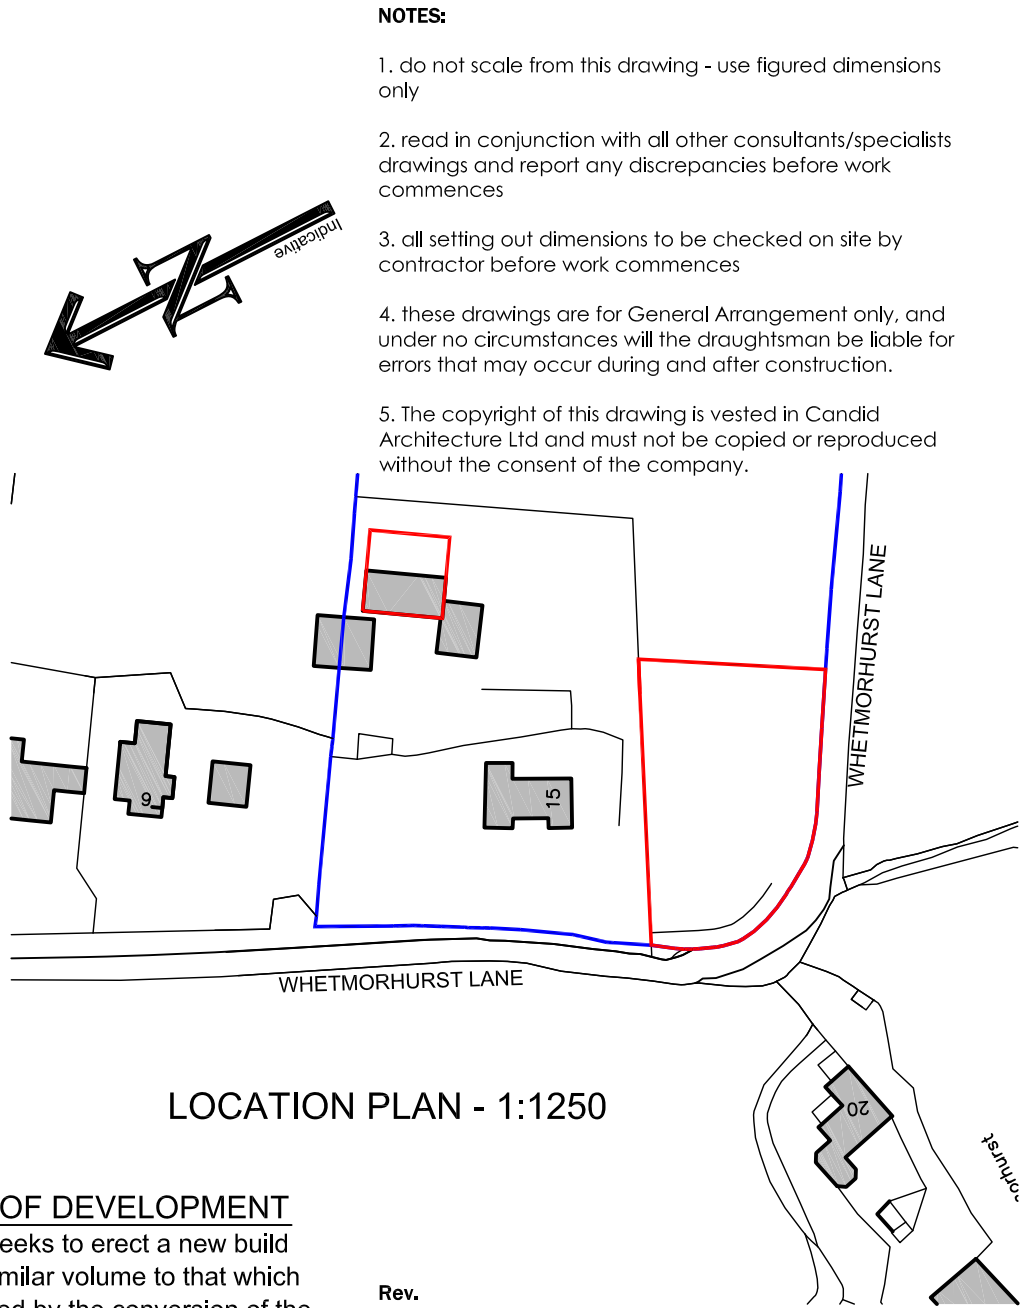 NOTES:
1. do not scale from this drawing - use figured dimensions
only
2. read in conjunction with all other consultants/specialists
drawings and report any discrepancies before work
commences
3. all setting out dimensions to be checked on site by
contractor before work commences
4. these drawings are for General Arrangement only, and
under no circumstances will the draughtsman be liable for
errors that may occur during and after construction.
5. The copyright of this drawing is vested in Candid
Architecture Ltd and must not be copied or reproduced
without the consent of the company.
N
Indicative
WHETMORHURST LANE
9
15
WHETMORHURST LANE
20
LOCATION PLAN - 1:1250
OF DEVELOPMENT
eeks to erect a new build
milar volume to that which
ed by the conversion of the
Rev.